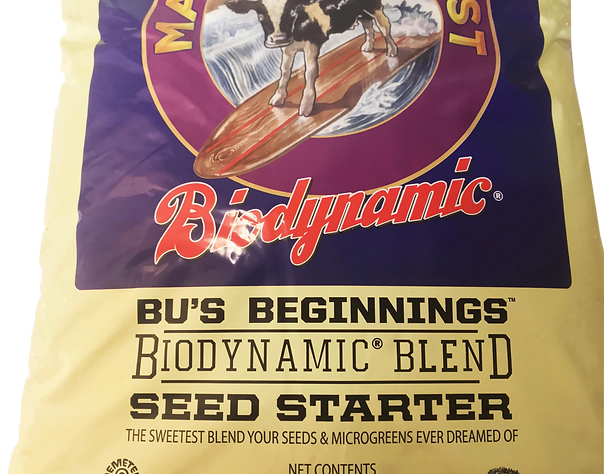 MA
ST
Biodynamic®
BU'S BEGINNINGS™
BIODYNAMIC® BLEND
SEED STARTER
THE SWEETEST BLEND YOUR SEEDS & MICROGREENS EVER DREAMED OF
DEMETE
NET CONTENTS